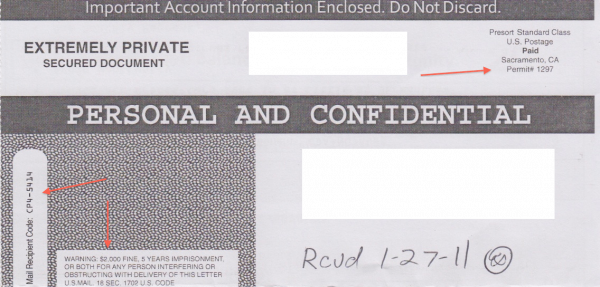 Important Account Information Enclosed. Do Not Discard.
EXTREMELY PRIVATE
SECURED DOCUMENT
Presort Standard Class
U.S. Postage
Paid
Sacramento, CA
Permit# 1297
PERSONAL AND CONFIDENTIAL
Mail Recipient Code: CP4-5414
WARNING: $2,000 FINE, 5 YEARS IMPRISONMENT,
OR BOTH FOR ANY PERSON INTERFERING OR
OBSTRUCTING WITH DELIVERY OF THIS LETTER
U.S MAIL, 18 SEC. 1702 U.S. CODE
Rcvd 1-27-11